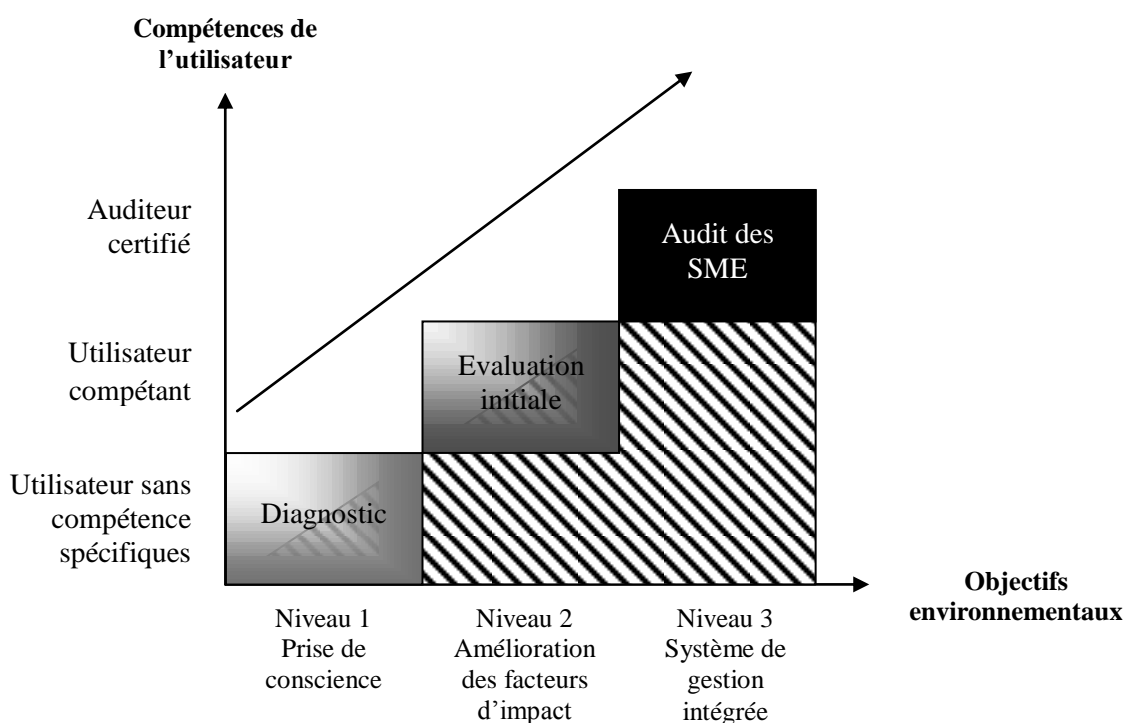 Compétences de
l’utilisateur
Auditeur
certifié
Audit des
SME
Utilisateur
compétant
Evaluation
initiale
Utilisateur sans
compétence
spécifiques
Diagnostic
Objectifs
environnementaux
Niveau 1
Prise de
conscience
Niveau 2
Amélioration
des facteurs
d’impact
Niveau 3
Système de
gestion
intégrée